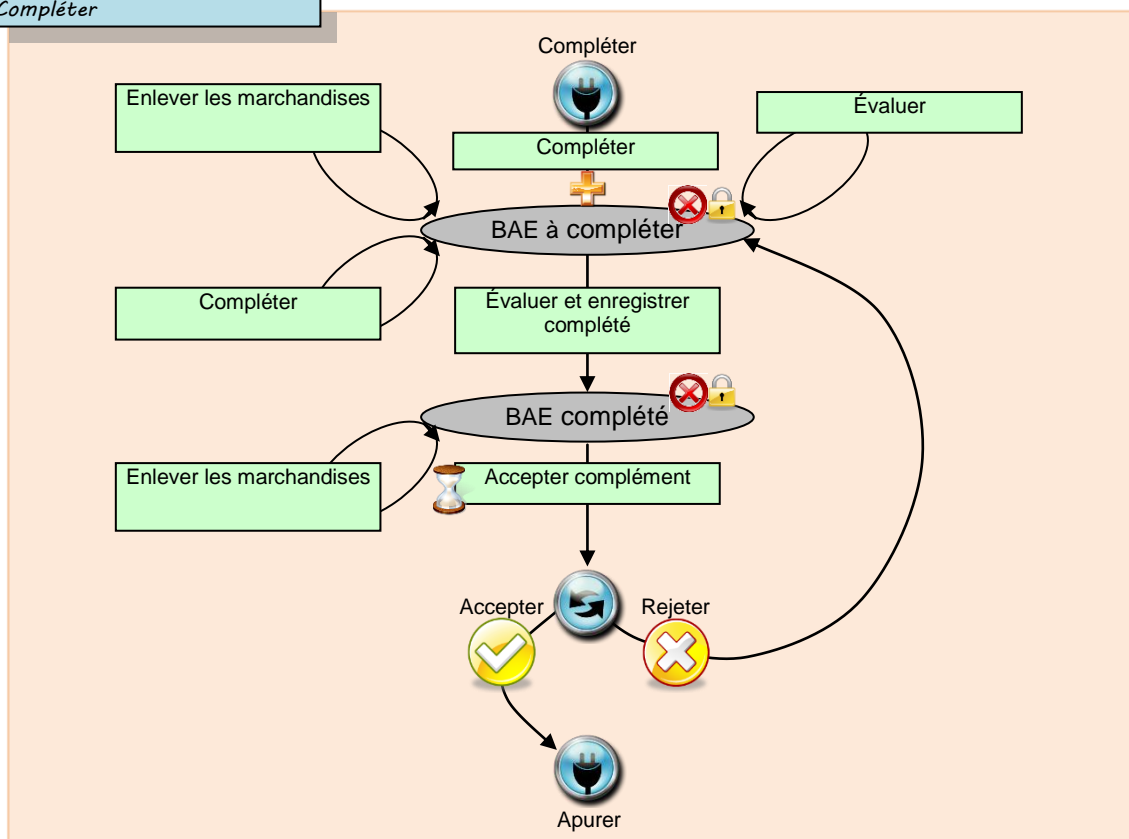 Compléter
Compléter
Enlever les marchandises
Évaluer
Compléter
BAE à compléter
Compléter
Évaluer et enregistrer
complété
BAE complété
Enlever les marchandises
Accepter complément
Accepter
Rejeter
Apurer